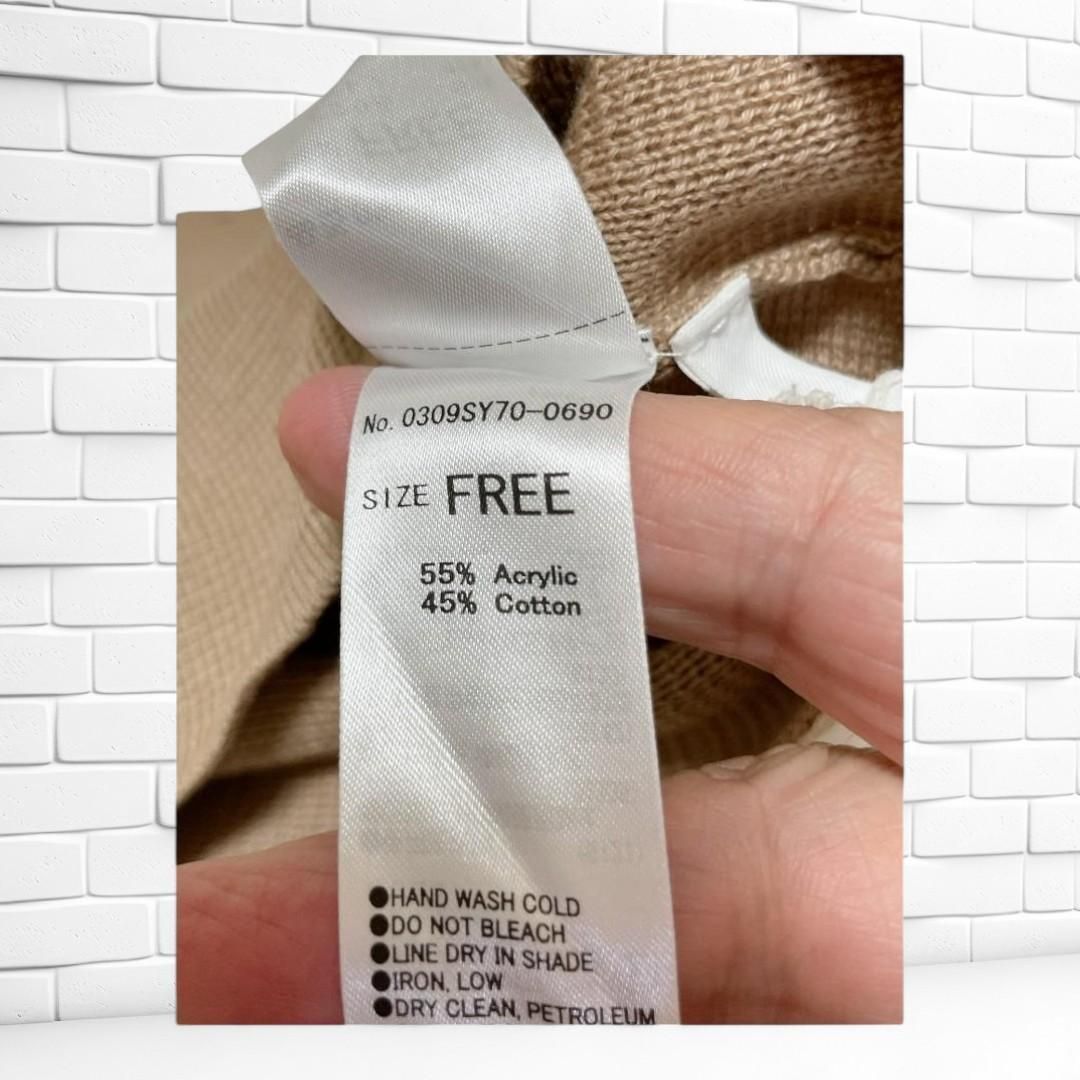 No. 0309SY70-0690
SIZE FREE
55% Acrylic
45% Cotton
●HAND WASH COLD
●DO NOT BLEACH
●LINE DRY IN SHADE
●IRON, LOW
●DRY CLEAN, PETROLEUM